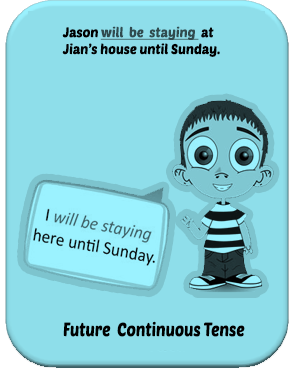 Jason will be staying at
Jian's house until Sunday.
I will be staying
here until Sunday.
Future Continuous Tense